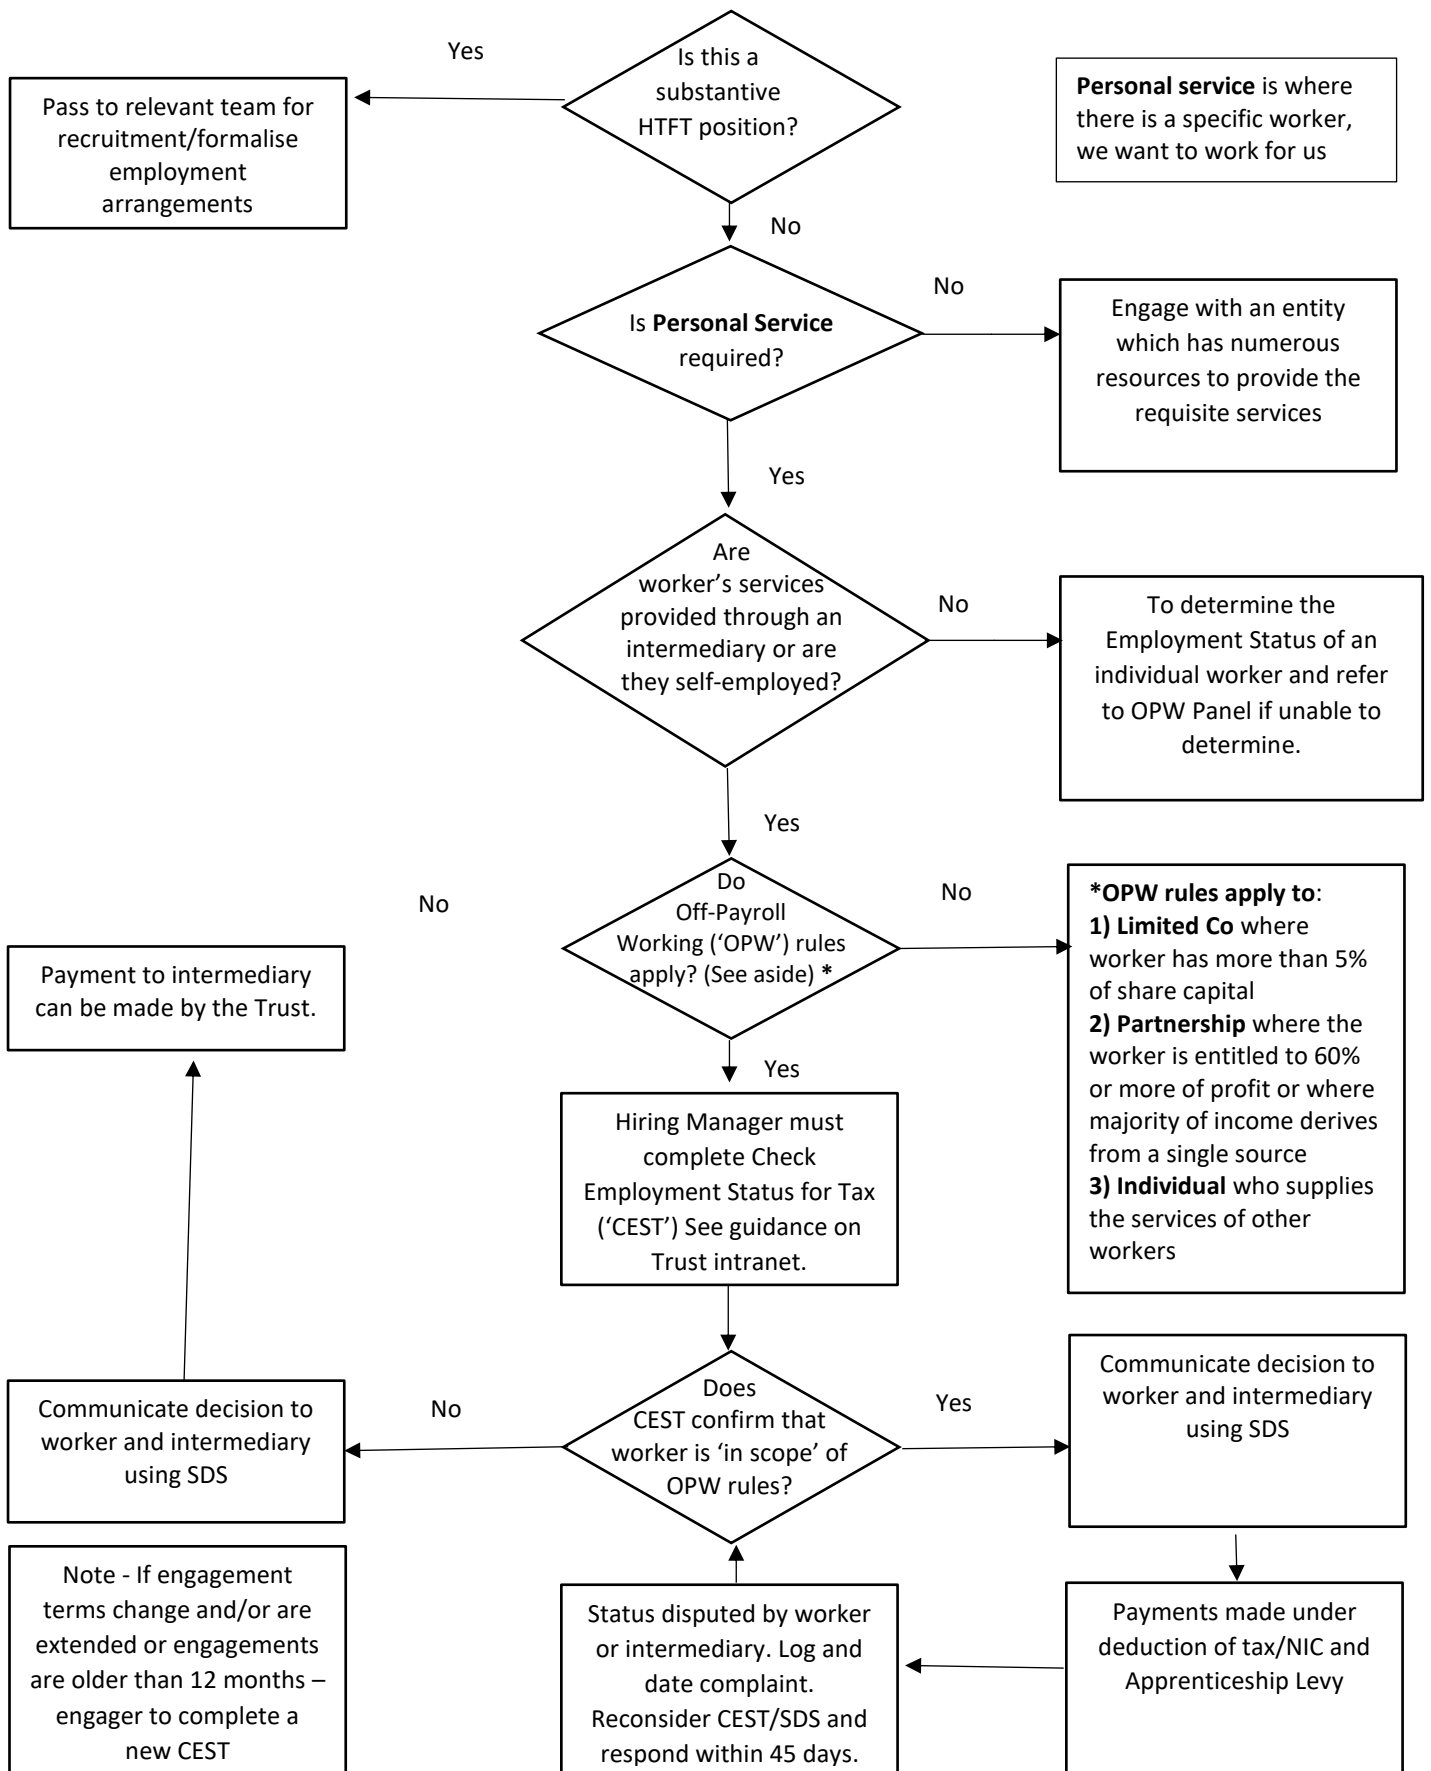 Yes
Is this a
substantive
HTFT position?
Pass to relevant team for
recruitment/formalise
employment
arrangements
Personal service is where
there is a specific worker,
we want to work for us
No
Is Personal Service
required?
No
Engage with an entity
which has numerous
resources to provide the
requisite services
Yes
Are
worker’s services
provided through an
intermediary or are
they self-employed?
No
To determine the
Employment Status of an
individual worker and refer
to OPW Panel if unable to
determine.
Yes
Do
Off-Payroll
Working (‘OPW’) rules
apply? (See aside) *
No
No
*OPW rules apply to:
1) Limited Co where
worker has more than 5%
of share capital
2) Partnership where the
worker is entitled to 60%
or more of profit or where
majority of income derives
from a single source
3) Individual who supplies
the services of other
workers
Payment to intermediary
can be made by the Trust.
Yes
Hiring Manager must
complete Check
Employment Status for Tax
(‘CEST’) See guidance on
Trust intranet.
Does
CEST confirm that
worker is ‘in scope’ of
OPW rules?
No
Yes
Communicate decision to
worker and intermediary
using SDS
Communicate decision to
worker and intermediary
using SDS
Note - If engagement
terms change and/or are
extended or engagements
are older than 12 months –
engager to complete a
new CEST
Status disputed by worker
or intermediary. Log and
date complaint.
Reconsider CEST/SDS and
respond within 45 days.
Payments made under
deduction of tax/NIC and
Apprenticeship Levy